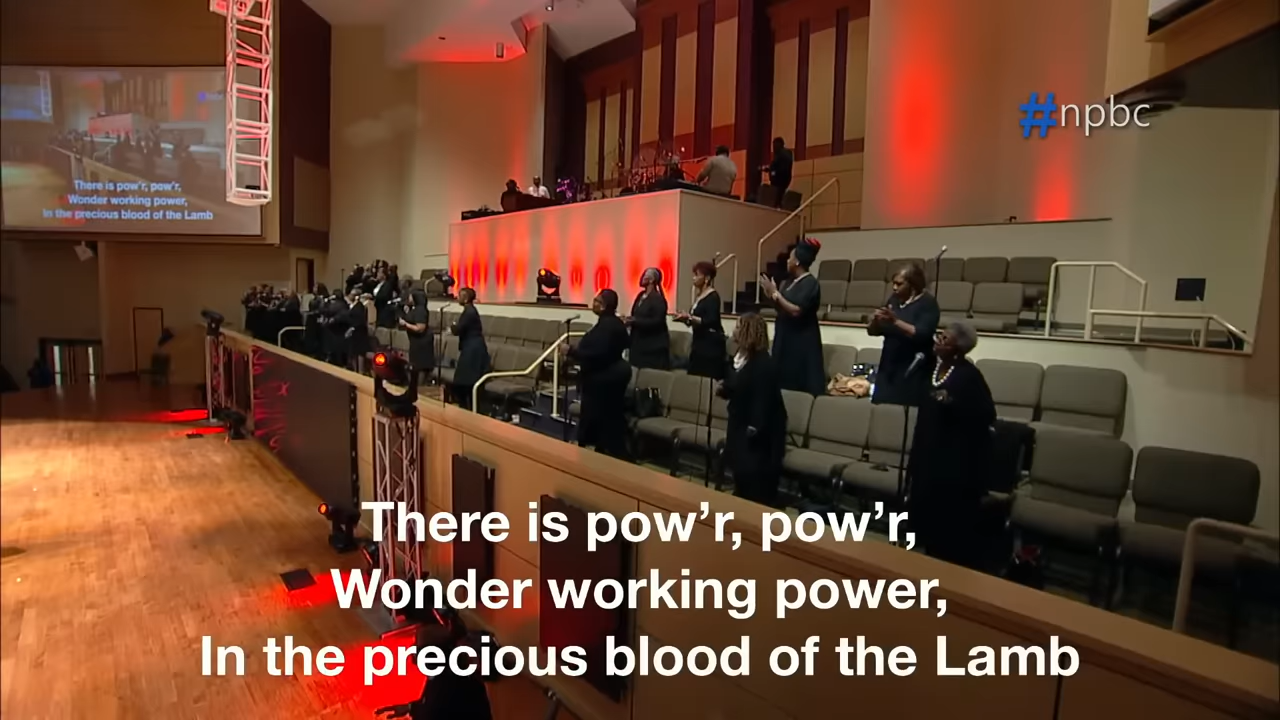 #npbc
There is pow'r, pow'r,
Wonder working power,
In the precious blood of the Lamb
There is pow’r, pow’r,
Wonder working power,
In the precious blood of the Lamb